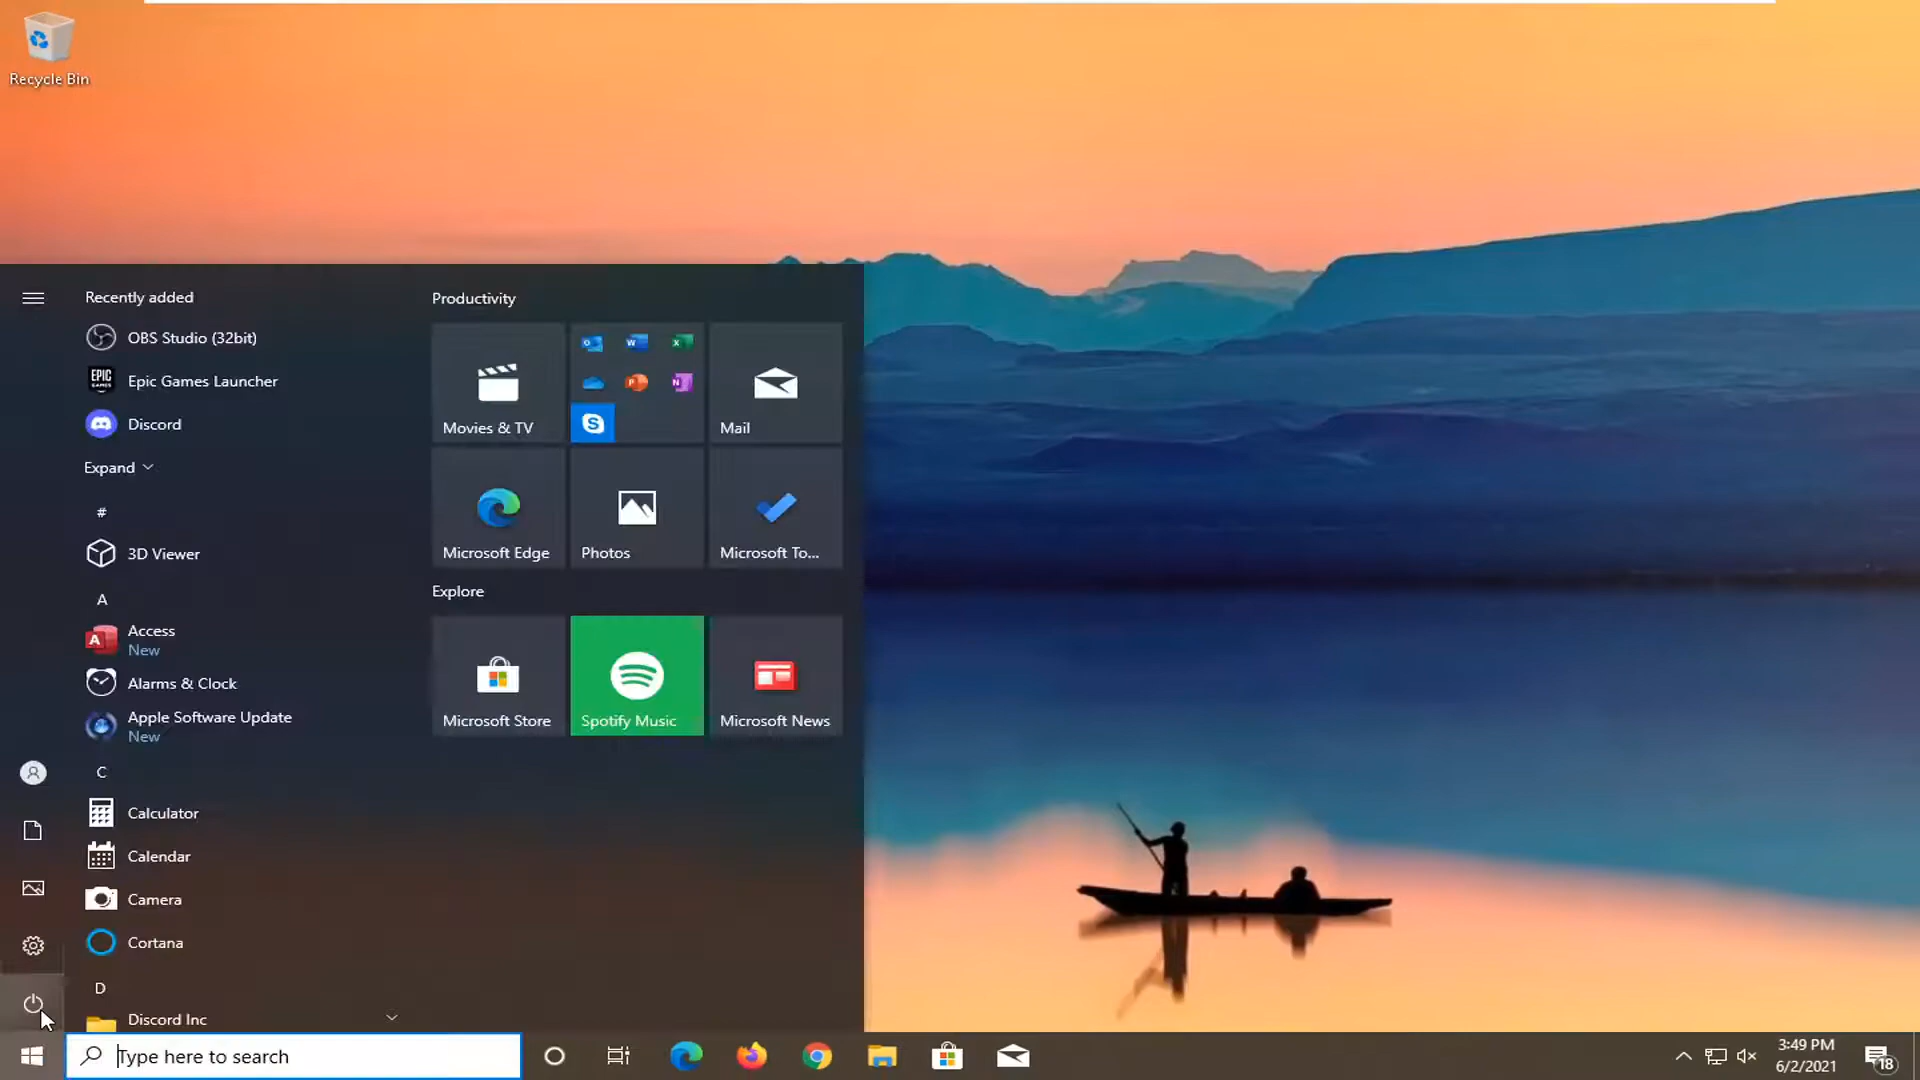 Recycle Bin
Recently added
OBS Studio (32bit)
EPIC GAMES
Epic Games Launcher
Discord
Expand
#
3D Viewer
A
A
Access
New
Alarms & Clock
Apple Software Update
New
C
Calculator
Calendar
Camera
Cortana
D
Discord Inc
Productivity
Movies & TV
O
W
X
P
N
S
Mail
Microsoft Edge
Photos
Microsoft To...
Explore
Microsoft Store
Spotify Music
Microsoft News
Type here to search
3:49 PM
6/2/2021
18